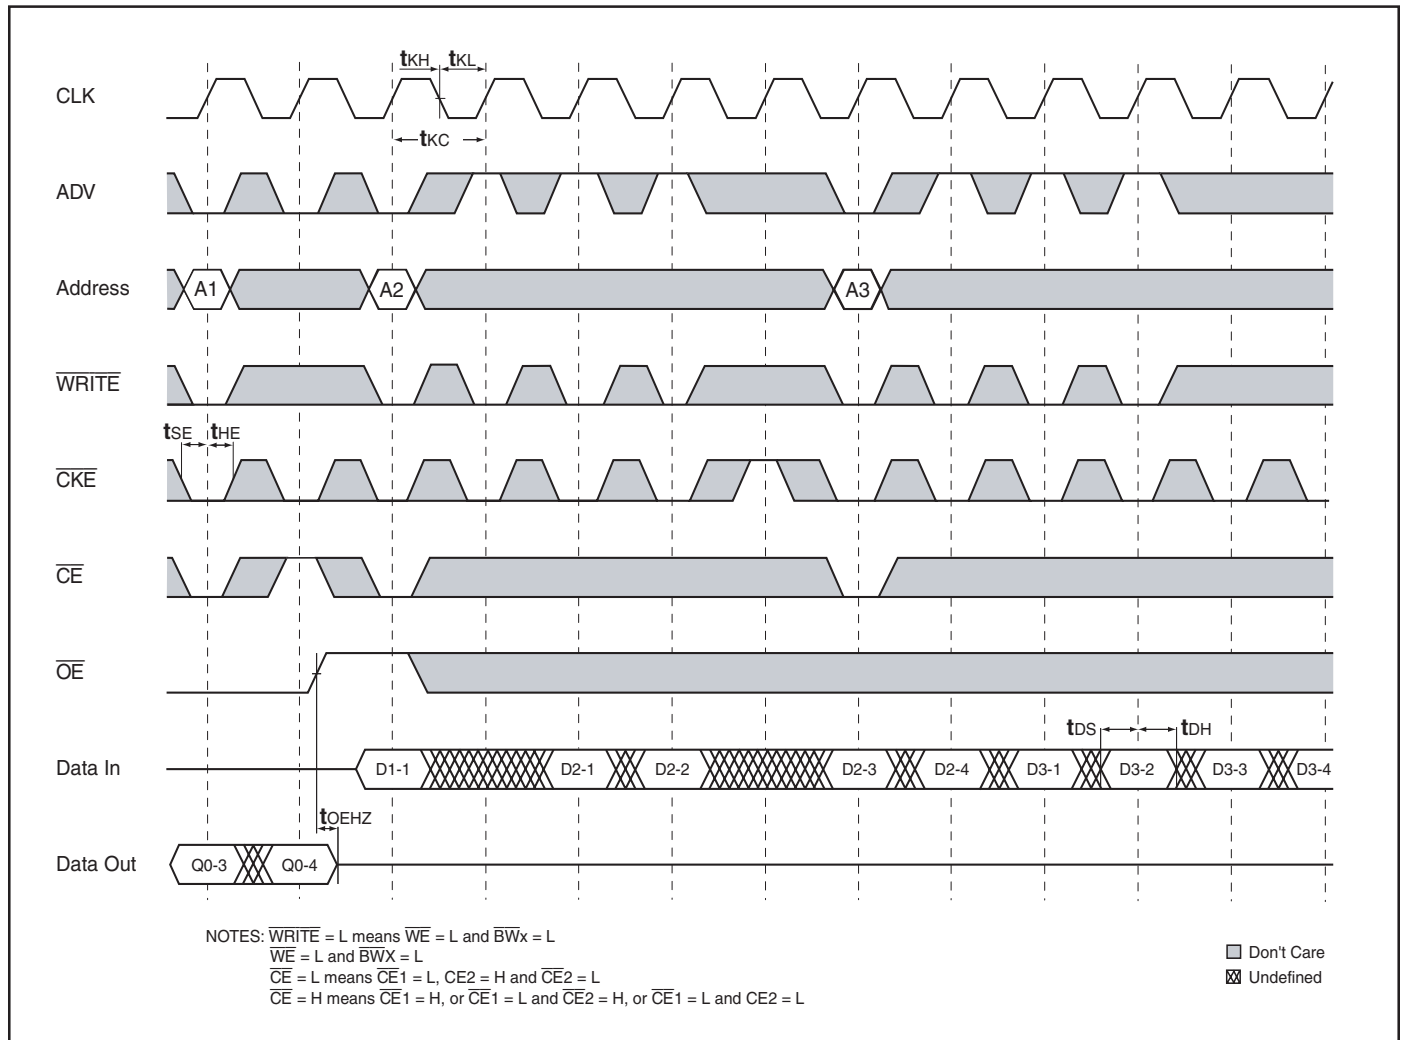 tKH tKL
CLK
tKC
ADV
Address A1 A2 A3
WRITE
tSE tHE
CKE
CE
OE
tDS tDH
Data In D1-1 D2-1 D2-2 D2-3 D2-4 D3-1 D3-2 D3-3 D3-4
tOEHZ
Data Out Q0-3 Q0-4
NOTES: WRITE = L means WE = L and BWx = L
WE = L and BWX = L
CE = L means CE1 = L, CE2 = H and CE2 = L
CE = H means CE1 = H, or CE1 = L and CE2 = H, or CE1 = L and CE2 = L
Don't Care
Undefined